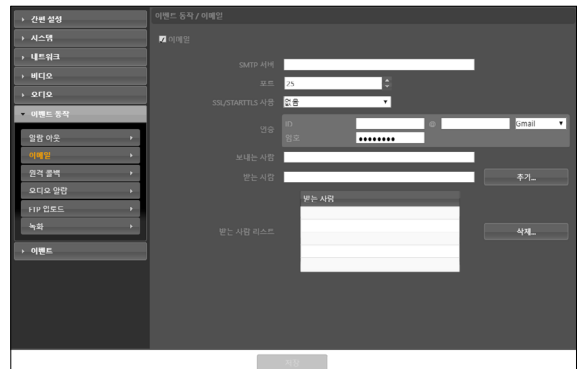 간편 설정
시스템
네트워크
비디오
오디오
이벤트 동작
알람 아웃
이메일
원격 콜백
오디오 알람
FTP 업로드
녹화
이벤트
이벤트 동작 / 이메일
이메일
SMTP 서버
포트 25
SSL/STARTTLS 사용 없음
인증 ID @ Gmail
암호 ••••••••
보내는 사람
받는 사람 추가...
받는 사람
받는 사람 리스트 삭제...